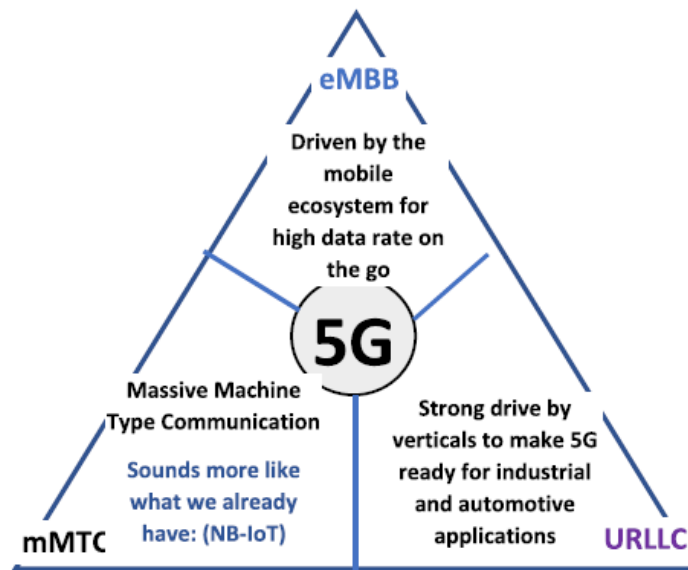 eMBB
Driven by the
mobile
ecosystem for
high data rate on
the go
5G
Massive Machine
Type Communication
Sounds more like
what we already
have: (NB-IoT)
mMTC
Strong drive by
verticals to make 5G
ready for industrial
and automotive
applications
URLLC